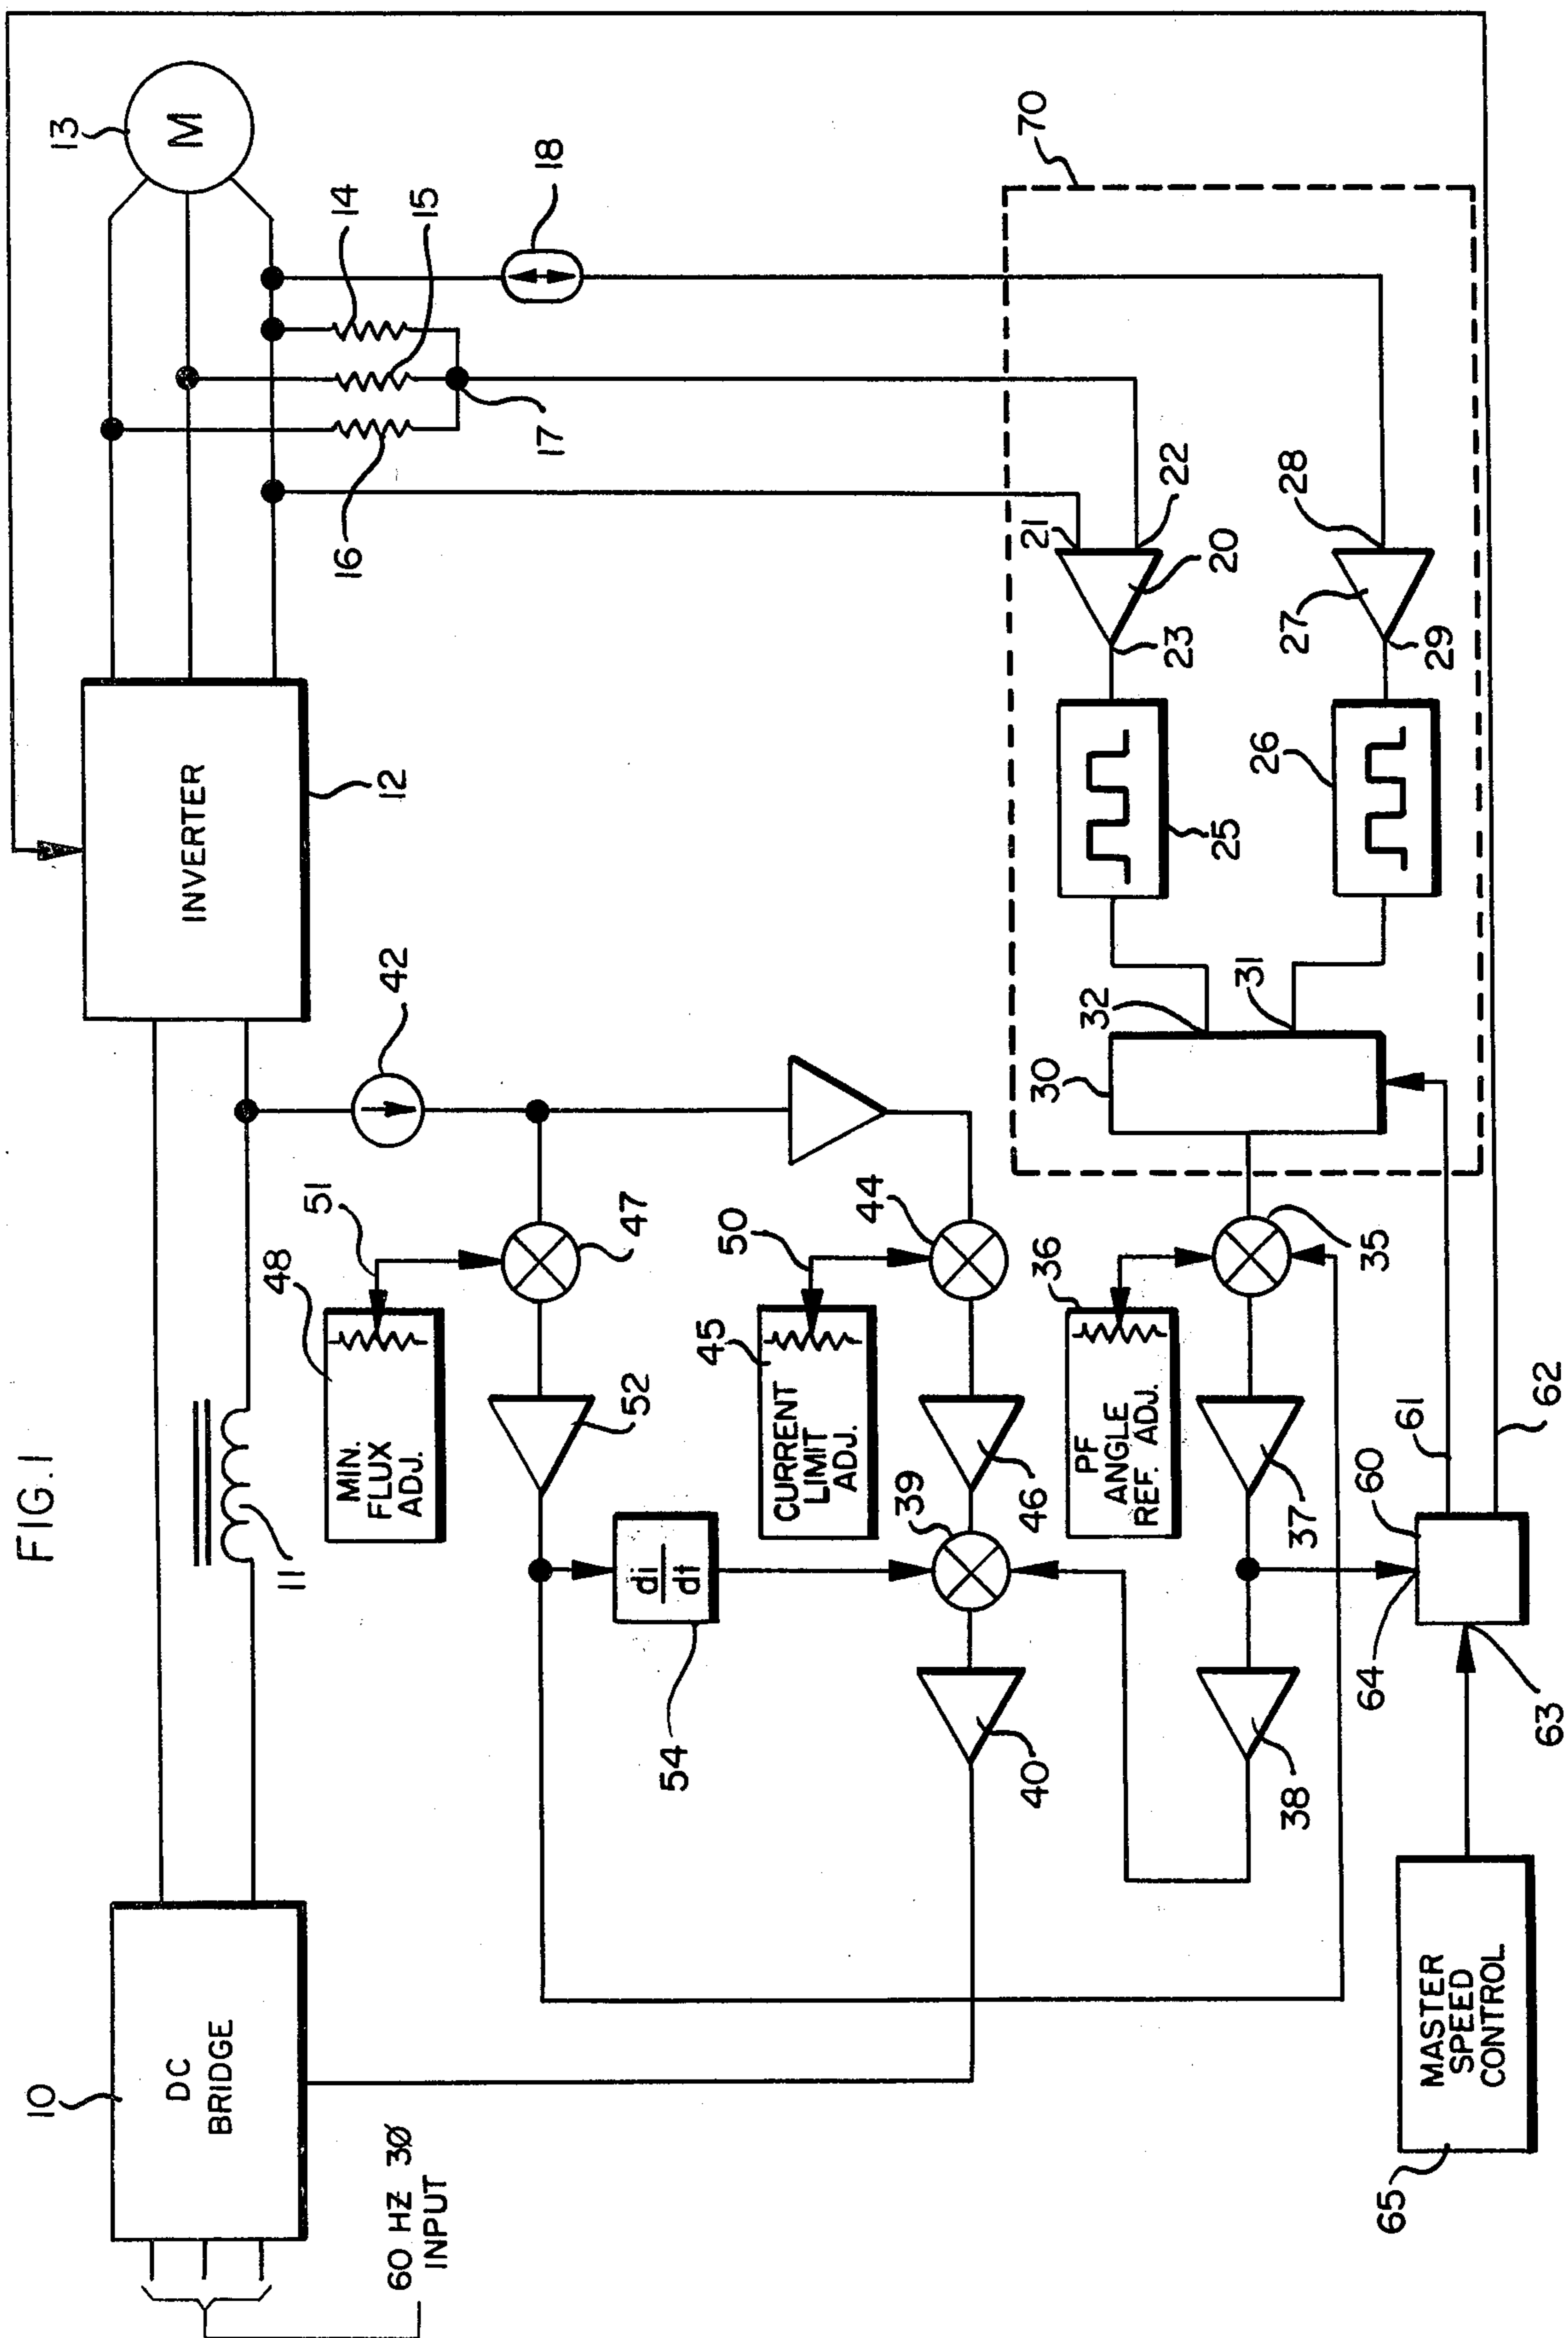 FIG.1
10
DC
BRIDGE
60 HZ 3Ø
INPUT
11
INVERTER
12
M
13
14
15
16
17
18
42
51
48
MIN.
FLUX
ADJ.
47
52
di
dt
54
50
45
CURRENT
LIMIT
ADJ.
44
46
39
40
36
PF
ANGLE
REF. ADJ.
35
37
38
70
21
22
20
23
25
28
27
29
26
32
31
30
61
62
60
64
63
MASTER
SPEED
CONTROL
65